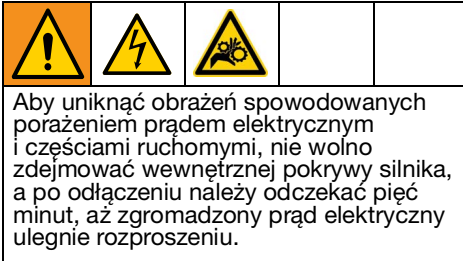 Aby uniknąć obrażeń spowodowanych
porażeniem prądem elektrycznym
i częściami ruchomymi, nie wolno
zdejmować wewnętrznej pokrywy silnika,
a po odłączeniu należy odczekać pięć
minut, aż zgromadzony prąd elektryczny
ulegnie rozproszeniu.